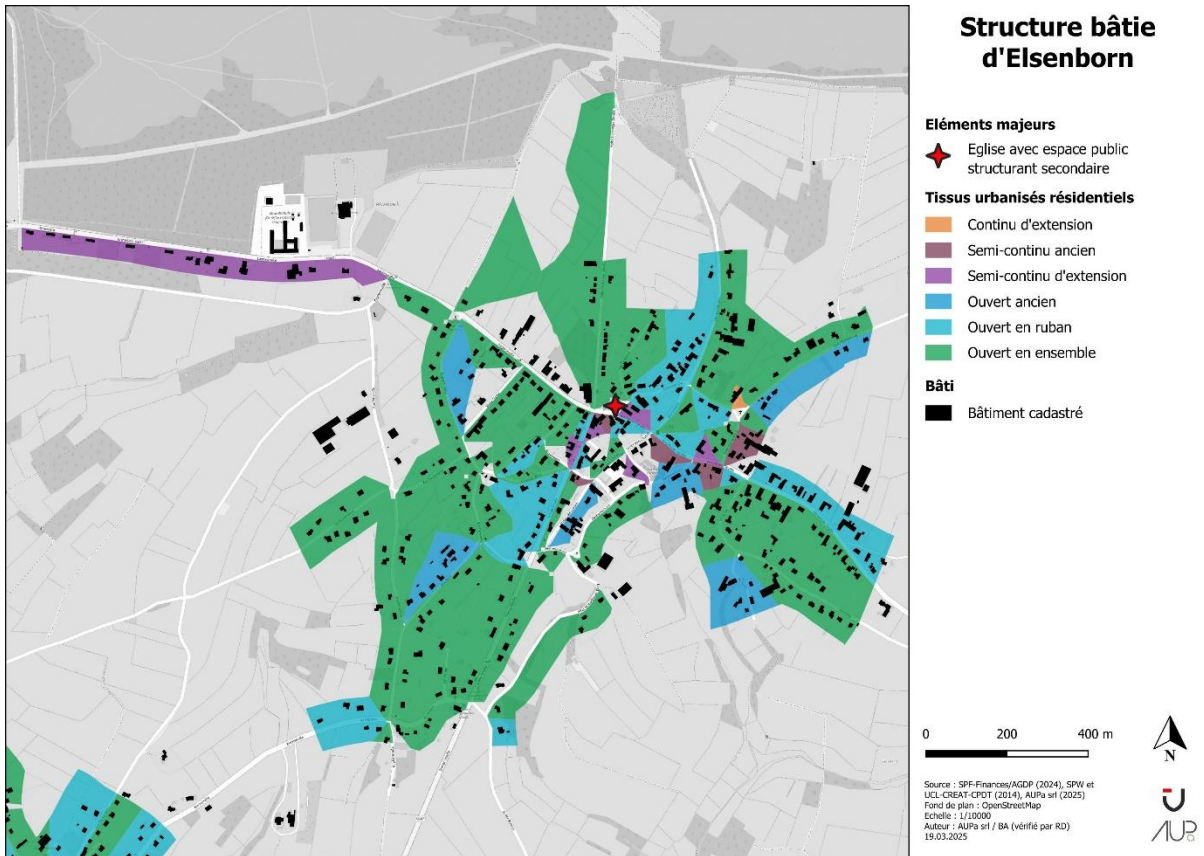 Structure bâtie
d'Elsenborn
Eléments majeurs
Eglise avec espace public
structurant secondaire
Tissus urbanisés résidentiels
Continu d'extension
Semi-continu ancien
Semi-continu d'extension
Ouvert ancien
Ouvert en ruban
Ouvert en ensemble
Bâti
Bâtiment cadastré
0 200 400 m
N
Source : SPF-Finances/AGDP (2024), SPW et
UCL-CREAT-CPDT (2014), AUPa srl (2025)
Fond de plan : OpenStreetMap
Echelle : 1/10000
Auteur : AUPa srl / BA (vérifié par RD)
19.03.2025
AUPa